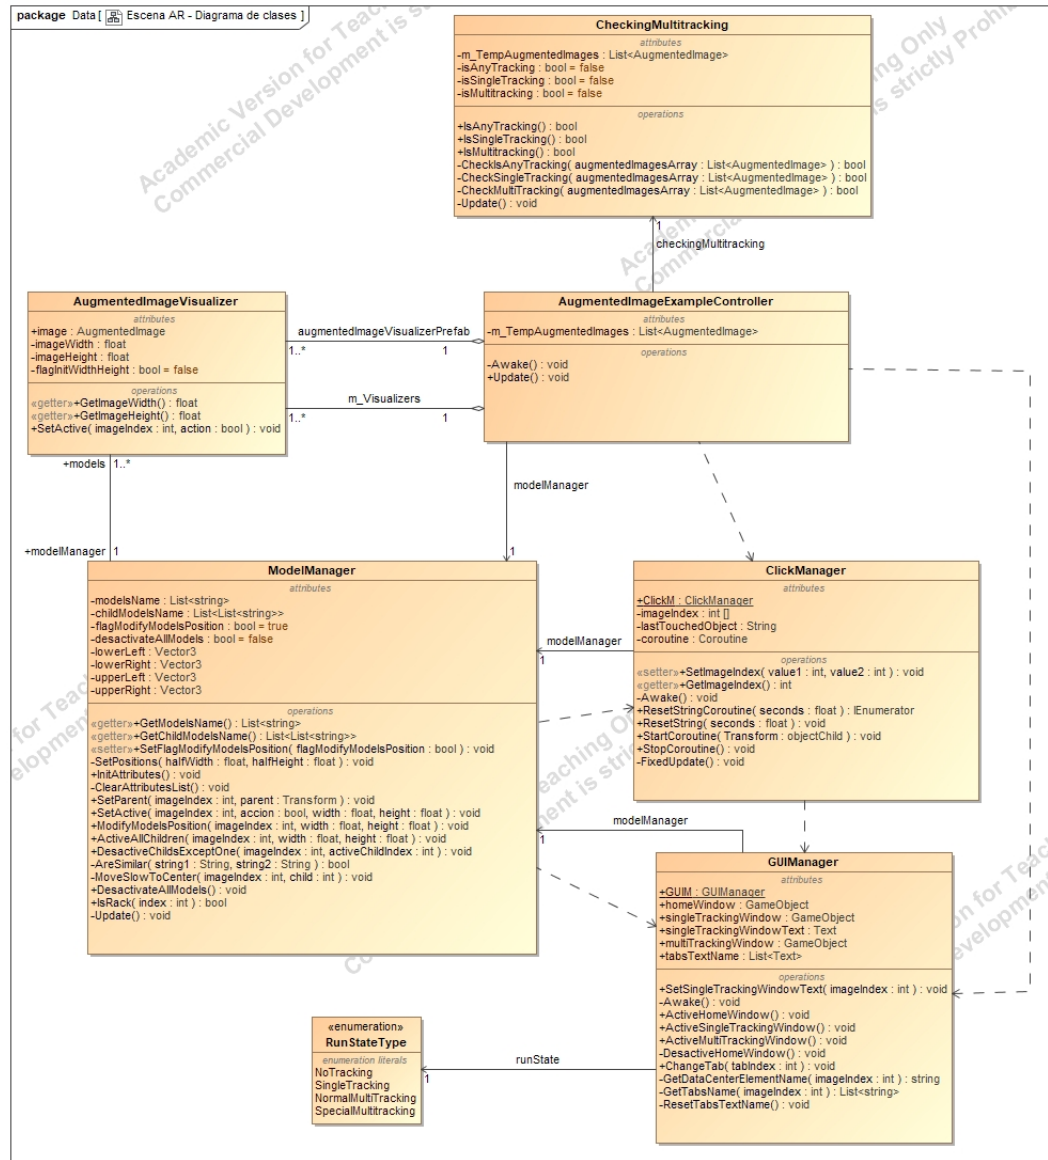 package Data [ Escena AR - Diagrama de clases ]
Academic Version for Teaching Only
Commercial Development is strictly Prohibited
CheckingMultitracking
attributes
-m_TempAugmentedImages : List<AugmentedImage>
-isAnyTracking : bool = false
-isSingleTracking : bool = false
-isMultitracking : bool = false
operations
+IsAnyTracking() : bool
+IsSingleTracking() : bool
+IsMultitracking() : bool
-CheckIsAnyTracking( augmentedImagesArray : List<AugmentedImage> ) : bool
-CheckSingleTracking( augmentedImagesArray : List<AugmentedImage> ) : bool
-CheckMultiTracking( augmentedImagesArray : List<AugmentedImage> ) : bool
-Update() : void
1
checkingMultitracking
AugmentedImageVisualizer
attributes
+image : AugmentedImage
-imageWidth : float
-imageHeight : float
-flagInitWidthHeight : bool = false
operations
«getter»+GetImageWidth() : float
«getter»+GetImageHeight() : float
+SetActive( imageIndex : int, action : bool ) : void
augmentedImageVisualizerPrefab
1..*
1
m_Visualizers
1..*
1
AugmentedImageExampleController
attributes
-m_TempAugmentedImages : List<AugmentedImage>
operations
-Awake() : void
+Update() : void
+models
1..*
modelManager
+modelManager
1
1
ModelManager
attributes
-modelsName : List<string>
-childModelsName : List<List<string>>
-flagModifyModelsPosition : bool = true
-desactivateAllModels : bool = false
-lowerLeft : Vector3
-lowerRight : Vector3
-upperLeft : Vector3
-upperRight : Vector3
operations
«getter»+GetModelsName() : List<string>
«getter»+GetChildModelsName() : List<List<string>>
«setter»+SetFlagModifyModelsPosition( flagModifyModelsPosition : bool ) : void
-SetPositions( halfWidth : float, halfHeight : float ) : void
+InitAttributes() : void
-ClearAttributesList() : void
+SetParent( imageIndex : int, parent : Transform ) : void
+SetActive( imageIndex : int, accion : bool, width : float, height : float ) : void
+ModifyModelsPosition( imageIndex : int, width : float, height : float ) : void
+ActiveAllChildren( imageIndex : int, width : float, height : float ) : void
+DesactiveChildsExceptOne( imageIndex : int, activeChildIndex : int ) : void
-AreSimilar( string1 : String, string2 : String ) : bool
-MoveSlowToCenter( imageIndex : int, child : int ) : void
+DesactivateAllModels() : void
+IsRack( index : int ) : bool
-Update() : void
modelManager
1
ClickManager
attributes
+ClickM : ClickManager
-imageIndex : int []
-lastTouchedObject : String
-coroutine : Coroutine
operations
«setter»+SetImageIndex( value1 : int, value2 : int ) : void
«getter»+GetImageIndex() : int
-Awake() : void
+ResetStringCoroutine( seconds : float ) : IEnumerator
+ResetString( seconds : float ) : void
+StartCoroutine( Transform : objectChild ) : void
+StopCoroutine() : void
-FixedUpdate() : void
modelManager
1
GUIManager
attributes
+GUIM : GUIManager
+homeWindow : GameObject
+singleTrackingWindow : GameObject
+singleTrackingWindowText : Text
+multiTrackingWindow : GameObject
+tabsTextName : List<Text>
operations
+SetSingleTrackingWindowText( imageIndex : int ) : void
-Awake() : void
+ActiveHomeWindow() : void
+ActiveSingleTrackingWindow() : void
+ActiveMultiTrackingWindow() : void
-DesactiveHomeWindow() : void
+ChangeTab( tabIndex : int ) : void
-GetDataCenterElementName( imageIndex : int ) : string
-GetTabsName( imageIndex : int ) : List<string>
-ResetTabsTextName() : void
«enumeration»
RunStateType
enumeration literals
NoTracking
SingleTracking
NormalMultiTracking
SpecialMultitracking
runState
1